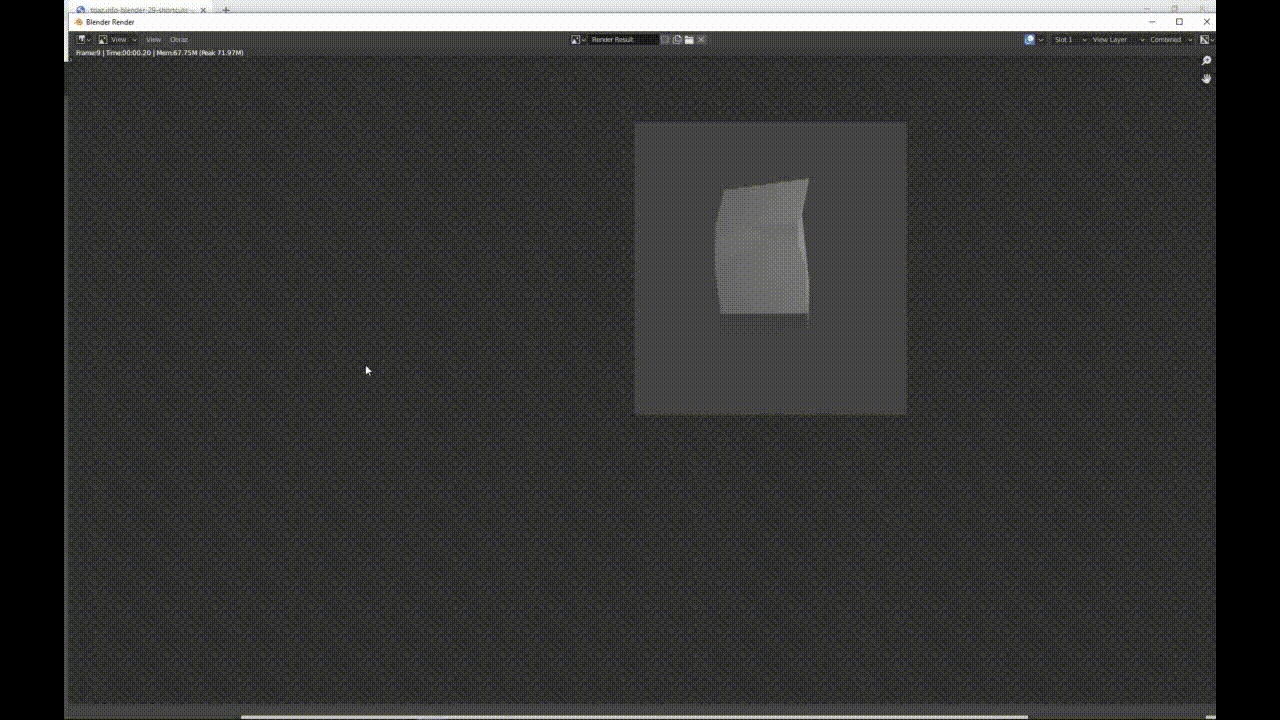 toaz.info-blender-29-shortcuts-...
Blender Render
View View Obraz Render Result Slot 1 View Layer Combined
Frame:9 | Time:00:00.20 | Mem:67.75M (Peak 71.97M)